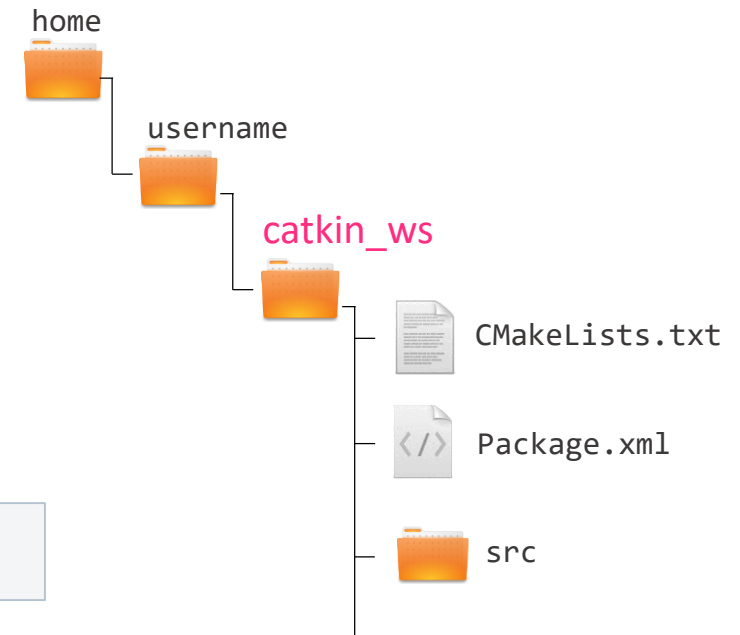 home
username
catkin_ws
CMakeLists.txt
Package.xml
src